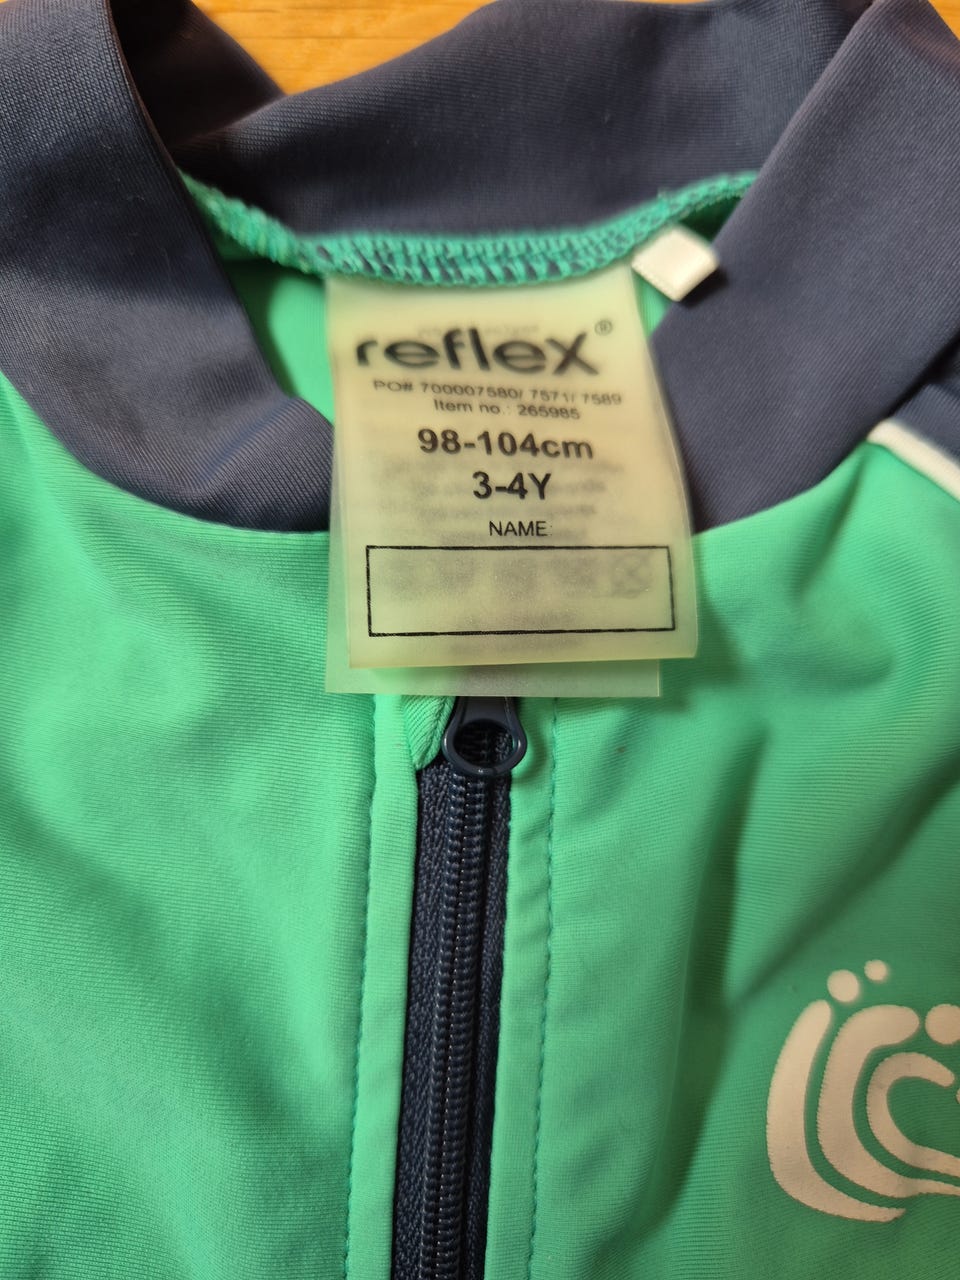 reflex®
PO# 700007580/ 7571/ 7589
Item no.: 265985
98-104cm
3-4Y
NAME: